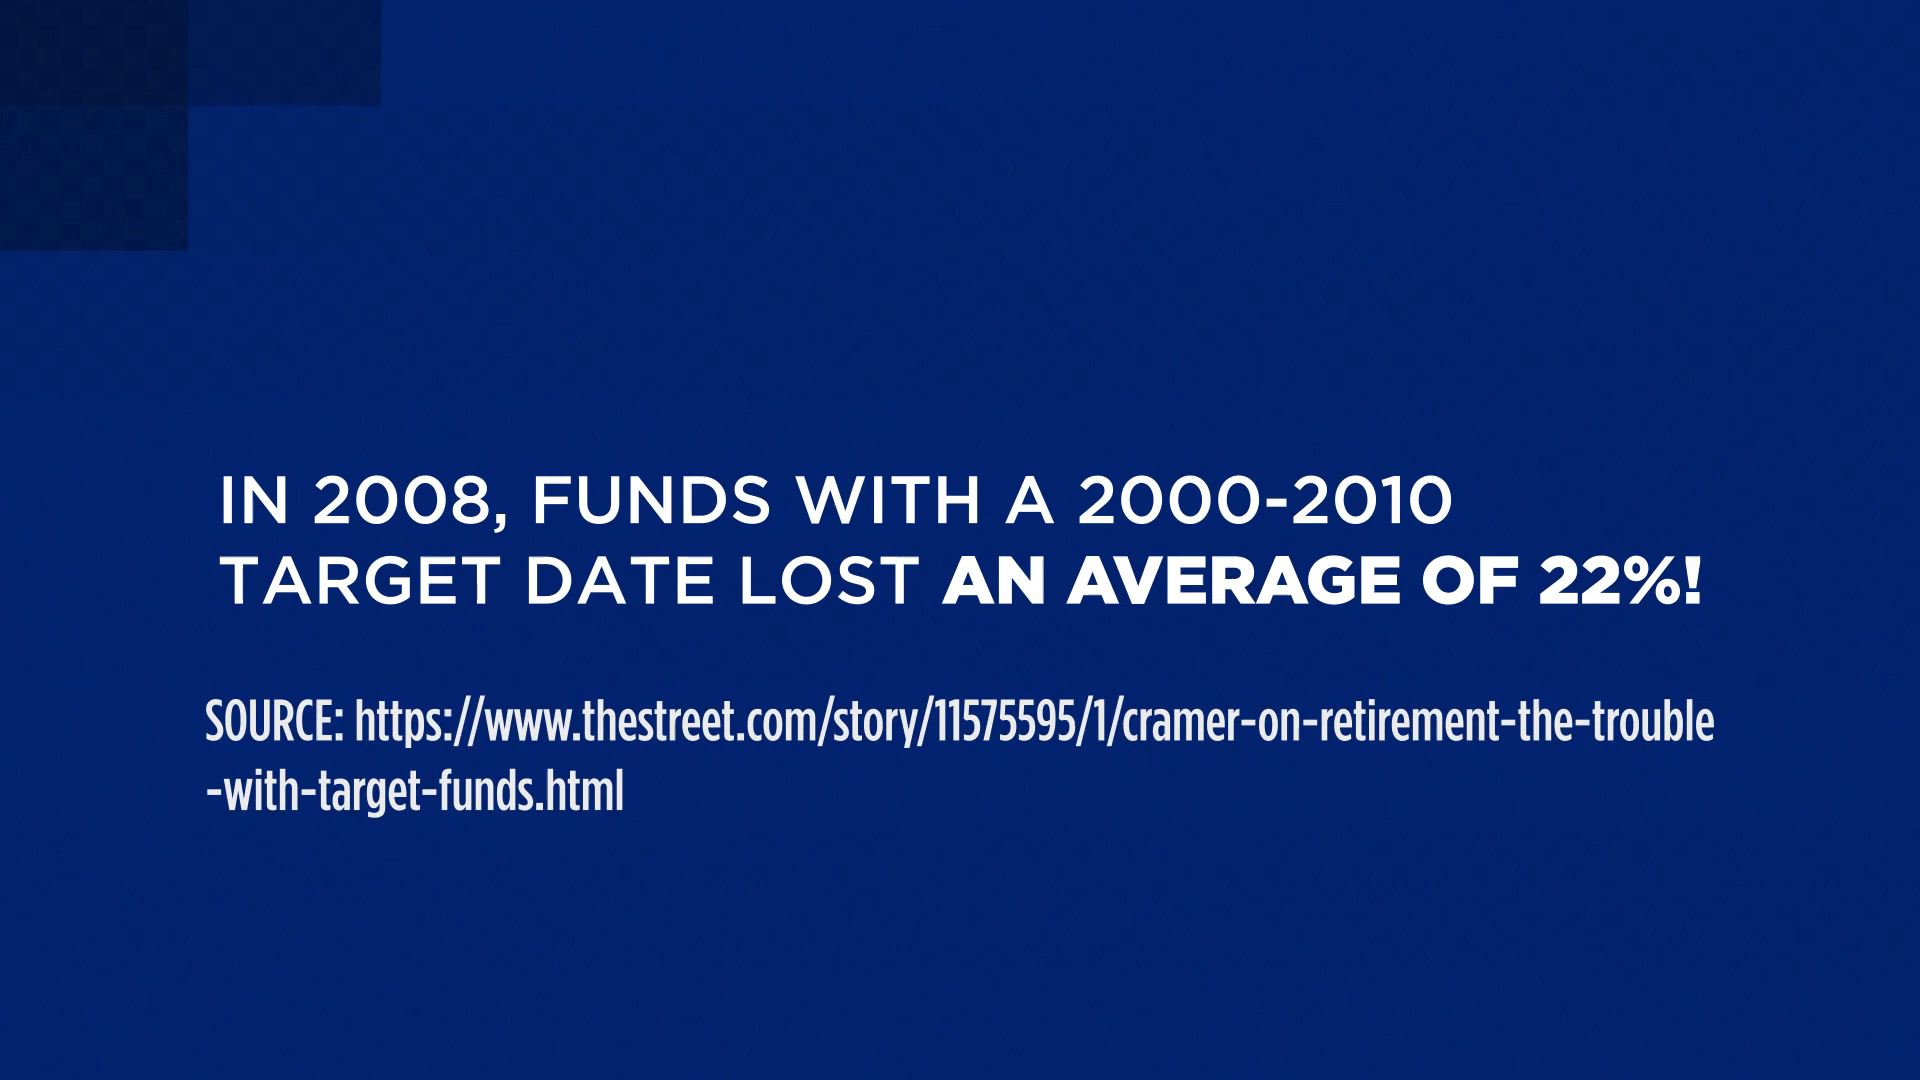 IN 2008, FUNDS WITH A 2000-2010
TARGET DATE LOST AN AVERAGE OF 22%!
SOURCE: https://www.thestreet.com/story/11575595/1/cramer-on-retirement-the-trouble
-with-target-funds.html